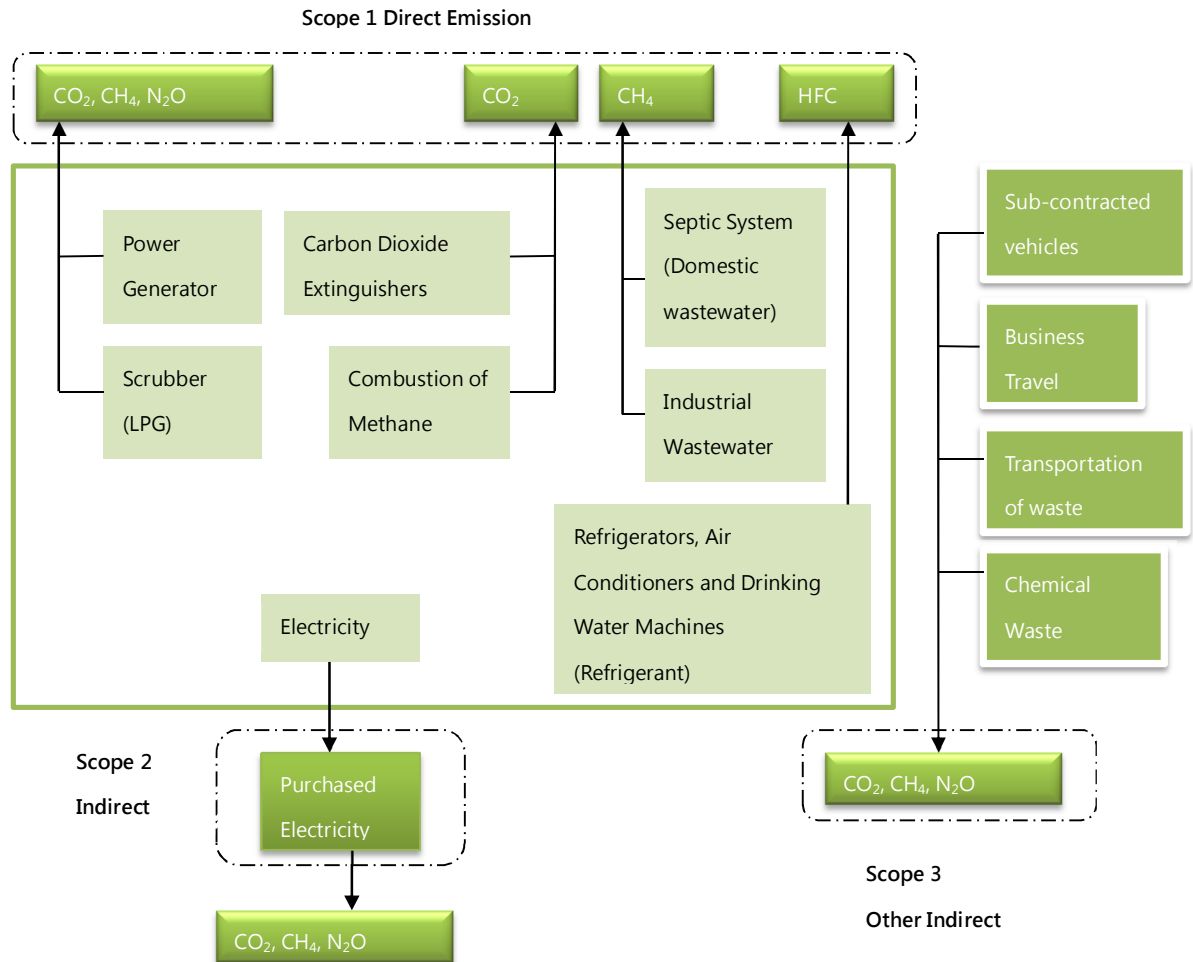 Scope 1 Direct Emission
CO₂, CH₄, N₂O
CO₂
CH₄
HFC
Power
Generator
Carbon Dioxide
Extinguishers
Septic System
(Domestic
wastewater)
Sub-contracted
vehicles
Scrubber
(LPG)
Combustion of
Methane
Industrial
Wastewater
Business
Travel
Transportation
of waste
Refrigerators, Air
Conditioners and Drinking
Water Machines
(Refrigerant)
Chemical
Waste
Electricity
Scope 2
Indirect
Purchased
Electricity
CO₂, CH₄, N₂O
CO₂, CH₄, N₂O
Scope 3
Other Indirect